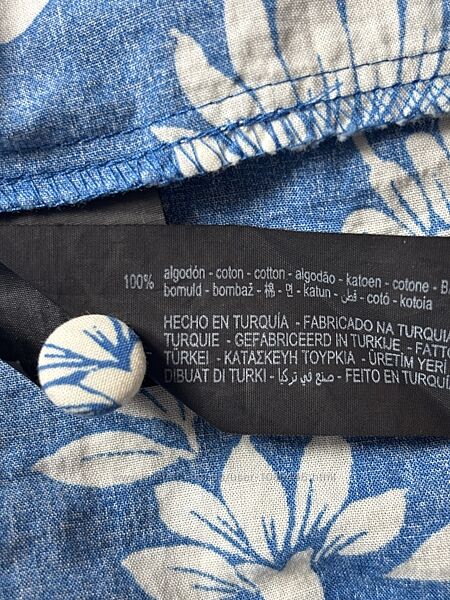 100% algodón - coton - cotton - algodão - katoen - cotone -
bomuld - bombaž - 棉 - 면 - katun - قطن - cotó - kotoia
HECHO EN TURQUÍA - FABRICADO NA TURQUIA
TURQUIE - GEFABRICEERD IN TURKIJE - FATTO
TÜRKEI - ΚΑΤΑΣΚΕΥΗ ΤΟΥΡΚΙΑ - ÜRETİM YERİ
DIBUAT DI TURKI - صنع في تركيا - FEITO EN TURQUÍA